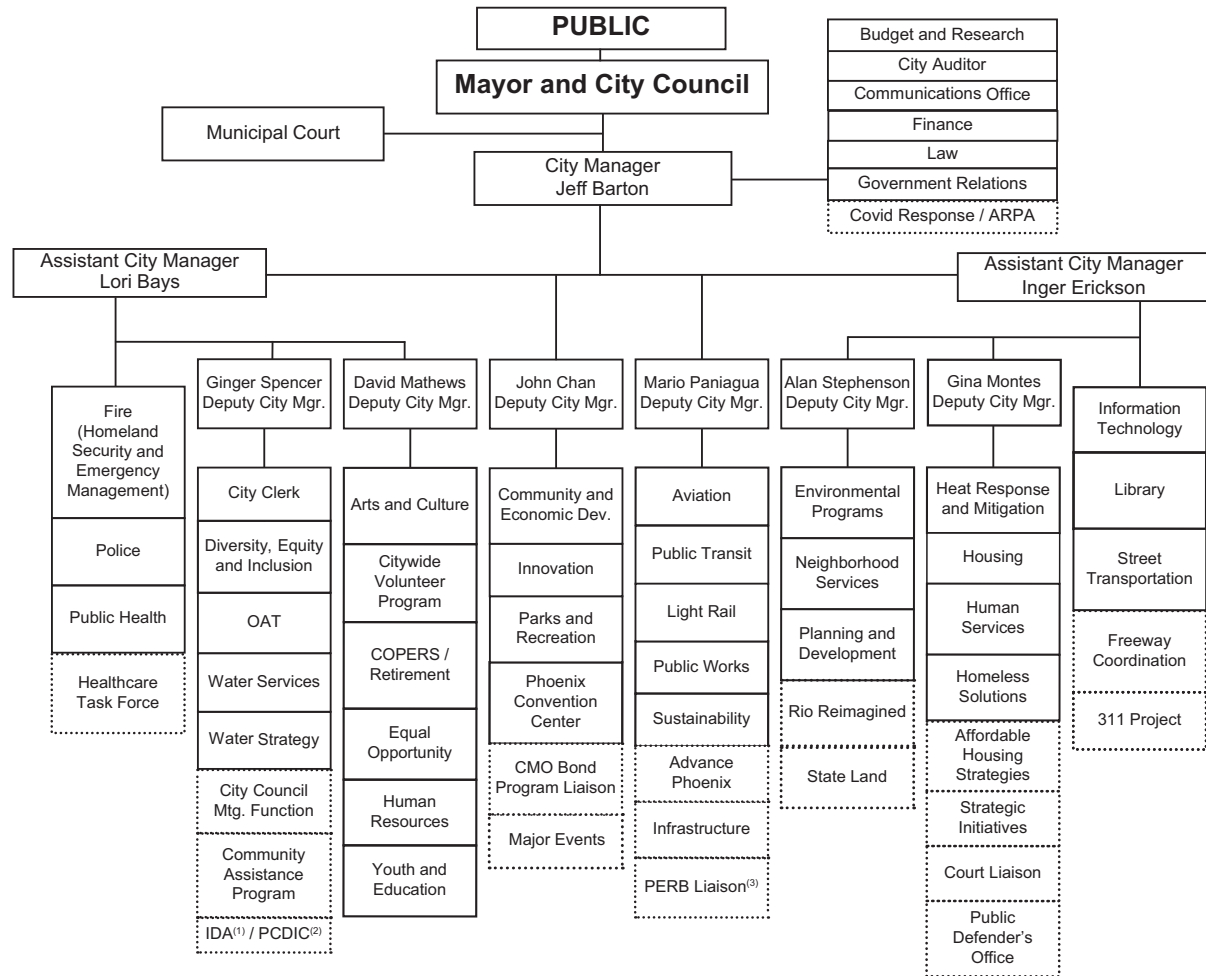 PUBLIC
Mayor and City Council
Municipal Court
City Manager
Jeff Barton
Budget and Research
City Auditor
Communications Office
Finance
Law
Government Relations
Covid Response / ARPA
Assistant City Manager
Lori Bays
Assistant City Manager
Inger Erickson
Fire
(Homeland
Security and
Emergency
Management)
Police
Public Health
Healthcare
Task Force
Ginger Spencer
Deputy City Mgr.
City Clerk
Diversity, Equity
and Inclusion
OAT
Water Services
Water Strategy
City Council
Mtg. Function
Community
Assistance
Program
IDA(1) / PCDIC(2)
David Mathews
Deputy City Mgr.
Arts and Culture
Citywide
Volunteer
Program
COPERS /
Retirement
Equal
Opportunity
Human
Resources
Youth and
Education
John Chan
Deputy City Mgr.
Community and
Economic Dev.
Innovation
Parks and
Recreation
Phoenix
Convention
Center
CMO Bond
Program Liaison
Major Events
Mario Paniagua
Deputy City Mgr.
Aviation
Public Transit
Light Rail
Public Works
Sustainability
Advance
Phoenix
Infrastructure
PERB Liaison(3)
Alan Stephenson
Deputy City Mgr.
Environmental
Programs
Neighborhood
Services
Planning and
Development
Rio Reimagined
State Land
Gina Montes
Deputy City Mgr.
Heat Response
and Mitigation
Housing
Human
Services
Homeless
Solutions
Affordable
Housing
Strategies
Strategic
Initiatives
Court Liaison
Public
Defender's
Office
Information
Technology
Library
Street
Transportation
Freeway
Coordination
311 Project